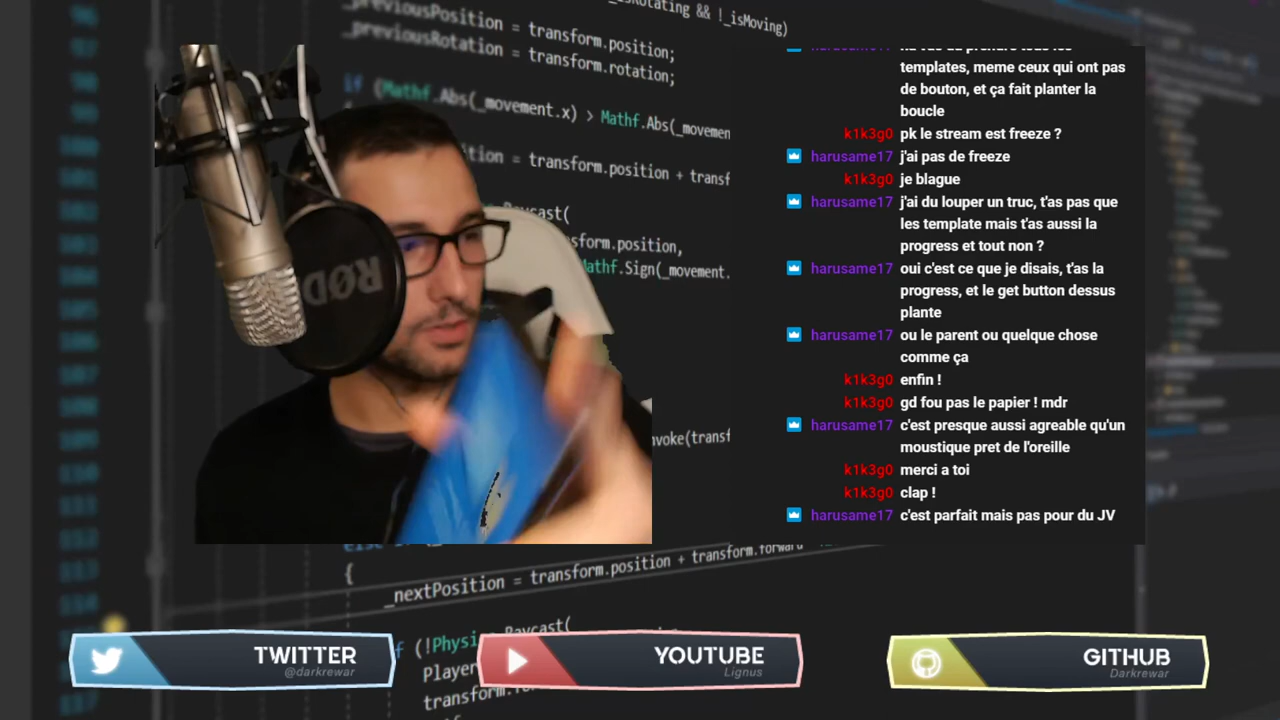 _isRotating && !_isMoving)
_previousPosition = transform.position;
_previousRotation = transform.rotation;
if (Mathf.Abs(_movement.x) > Mathf.Abs(_movemen
transform.position + transf
Raycast(
transform.position,
Mathf.Sign(_movement.
RØDE
nvoke(transf
{
_nextPosition = transform.position + transform.forward
if (!Physi Raycast(
Player
transform.
templates, meme ceux qui ont pas
de bouton, et ça fait planter la
boucle
k1k3g0 pk le stream est freeze ?
harusame17 j'ai pas de freeze
k1k3g0 je blague
harusame17 j'ai du louper un truc, t'as pas que
les template mais t'as aussi la
progress et tout non ?
harusame17 oui c'est ce que je disais, t'as la
progress, et le get button dessus
plante
harusame17 ou le parent ou quelque chose
comme ça
k1k3g0 enfin !
k1k3g0 gd fou pas le papier ! mdr
harusame17 c'est presque aussi agreable qu'un
moustique pret de l'oreille
k1k3g0 merci a toi
k1k3g0 clap !
harusame17 c'est parfait mais pas pour du JV
TWITTER
@darkrewar
YOUTUBE
Lignus
GITHUB
Darkrewar